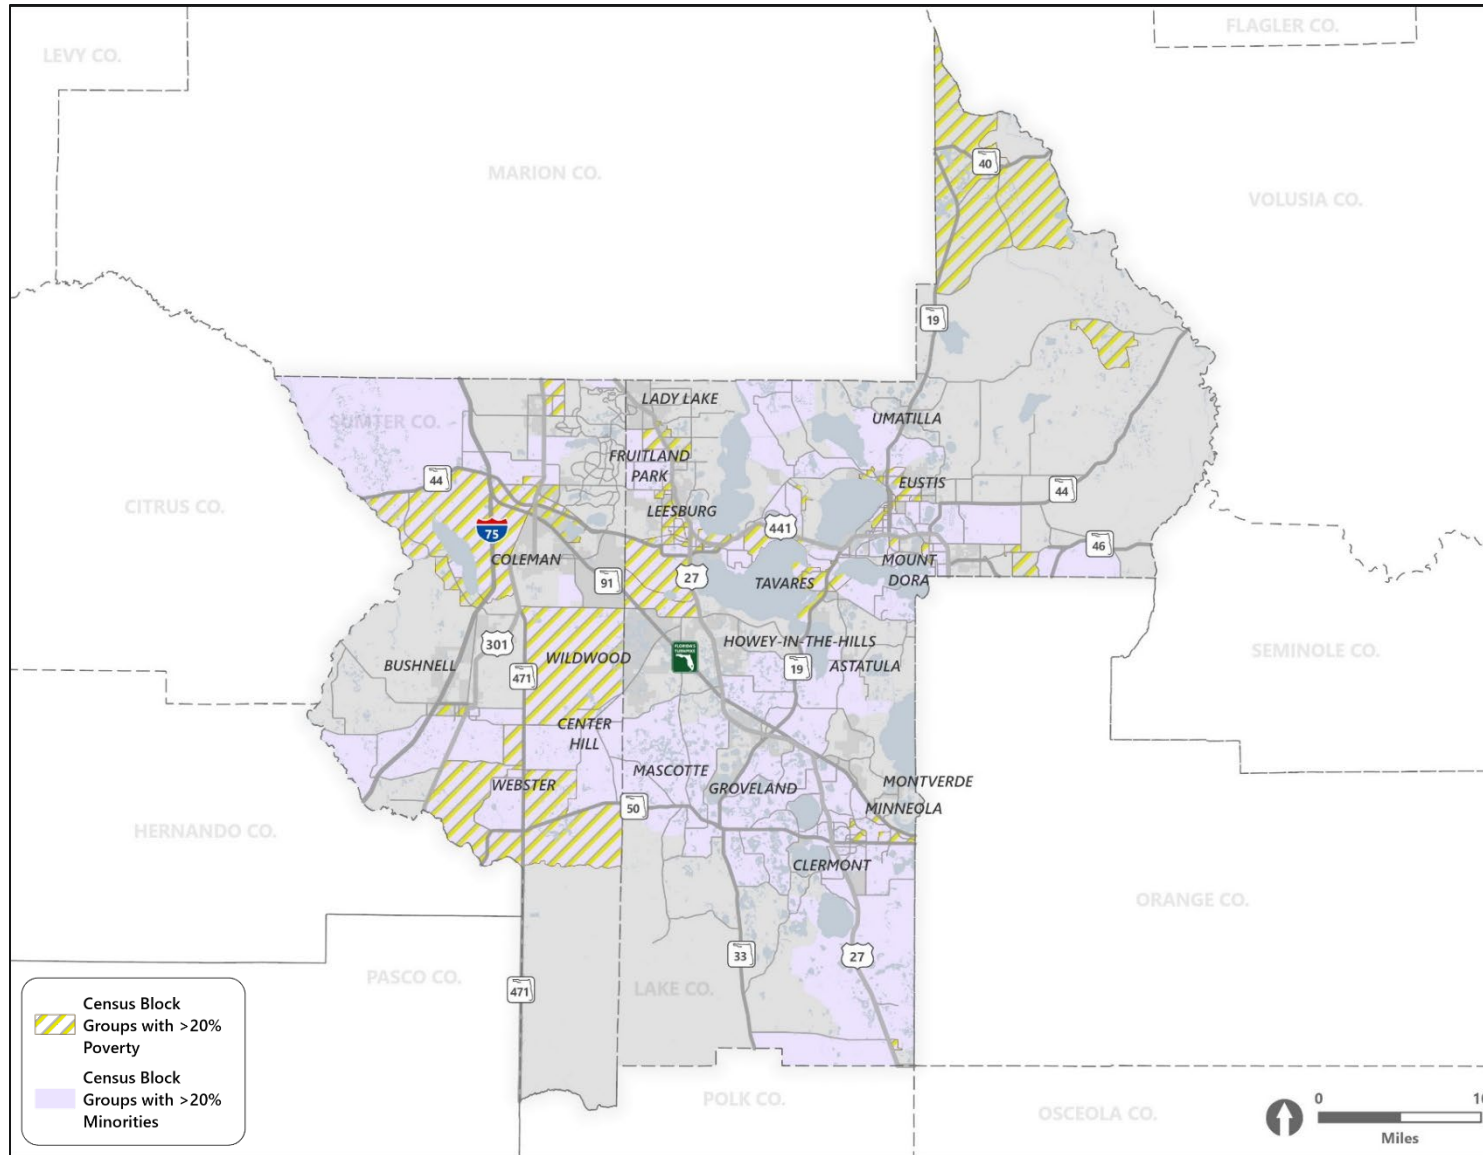 FLAGLER CO.
LEVY CO.
MARION CO.
40
VOLUSIA CO.
19
LADY LAKE
SUMTER CO.
UMATILLA
FRUITLAND
PARK
44
EUSTIS
44
CITRUS CO.
LEESBURG
441
75
46
COLEMAN
MOUNT
DORA
91
27
TAVARES
301
HOWEY-IN-THE-HILLS
SEMINOLE CO.
BUSHNELL
WILDWOOD
FLORIDA'S
TURNPIKE
19
ASTATULA
471
CENTER
HILL
MASCOTTE
WEBSTER
GROVELAND
MONTVERDE
MINNEOLA
50
HERNANDO CO.
CLERMONT
ORANGE CO.
33
27
PASCO CO.
471
LAKE CO.
POLK CO.
OSCEOLA CO.
Census Block
Groups with >20%
Poverty
Census Block
Groups with >20%
Minorities
0
10
Miles